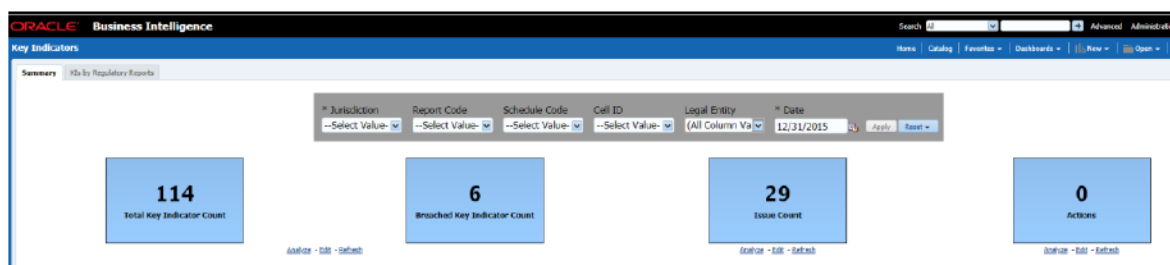 ORACLE Business Intelligence Search All Advanced Administrati
Key Indicators Home Catalog Favorites Dashboards New Open
Summary KIs by Regulatory Reports
* Jurisdiction Report Code Schedule Code Cell ID Legal Entity * Date
--Select Value- --Select Value- --Select Value- --Select Value- (All Column Va 12/31/2015 Apply Reset
114 6 29 0
Total Key Indicator Count Breached Key Indicator Count Issue Count Actions
Analyze - Edit - Refresh Analyze - Edit - Refresh Analyze - Edit - Refresh